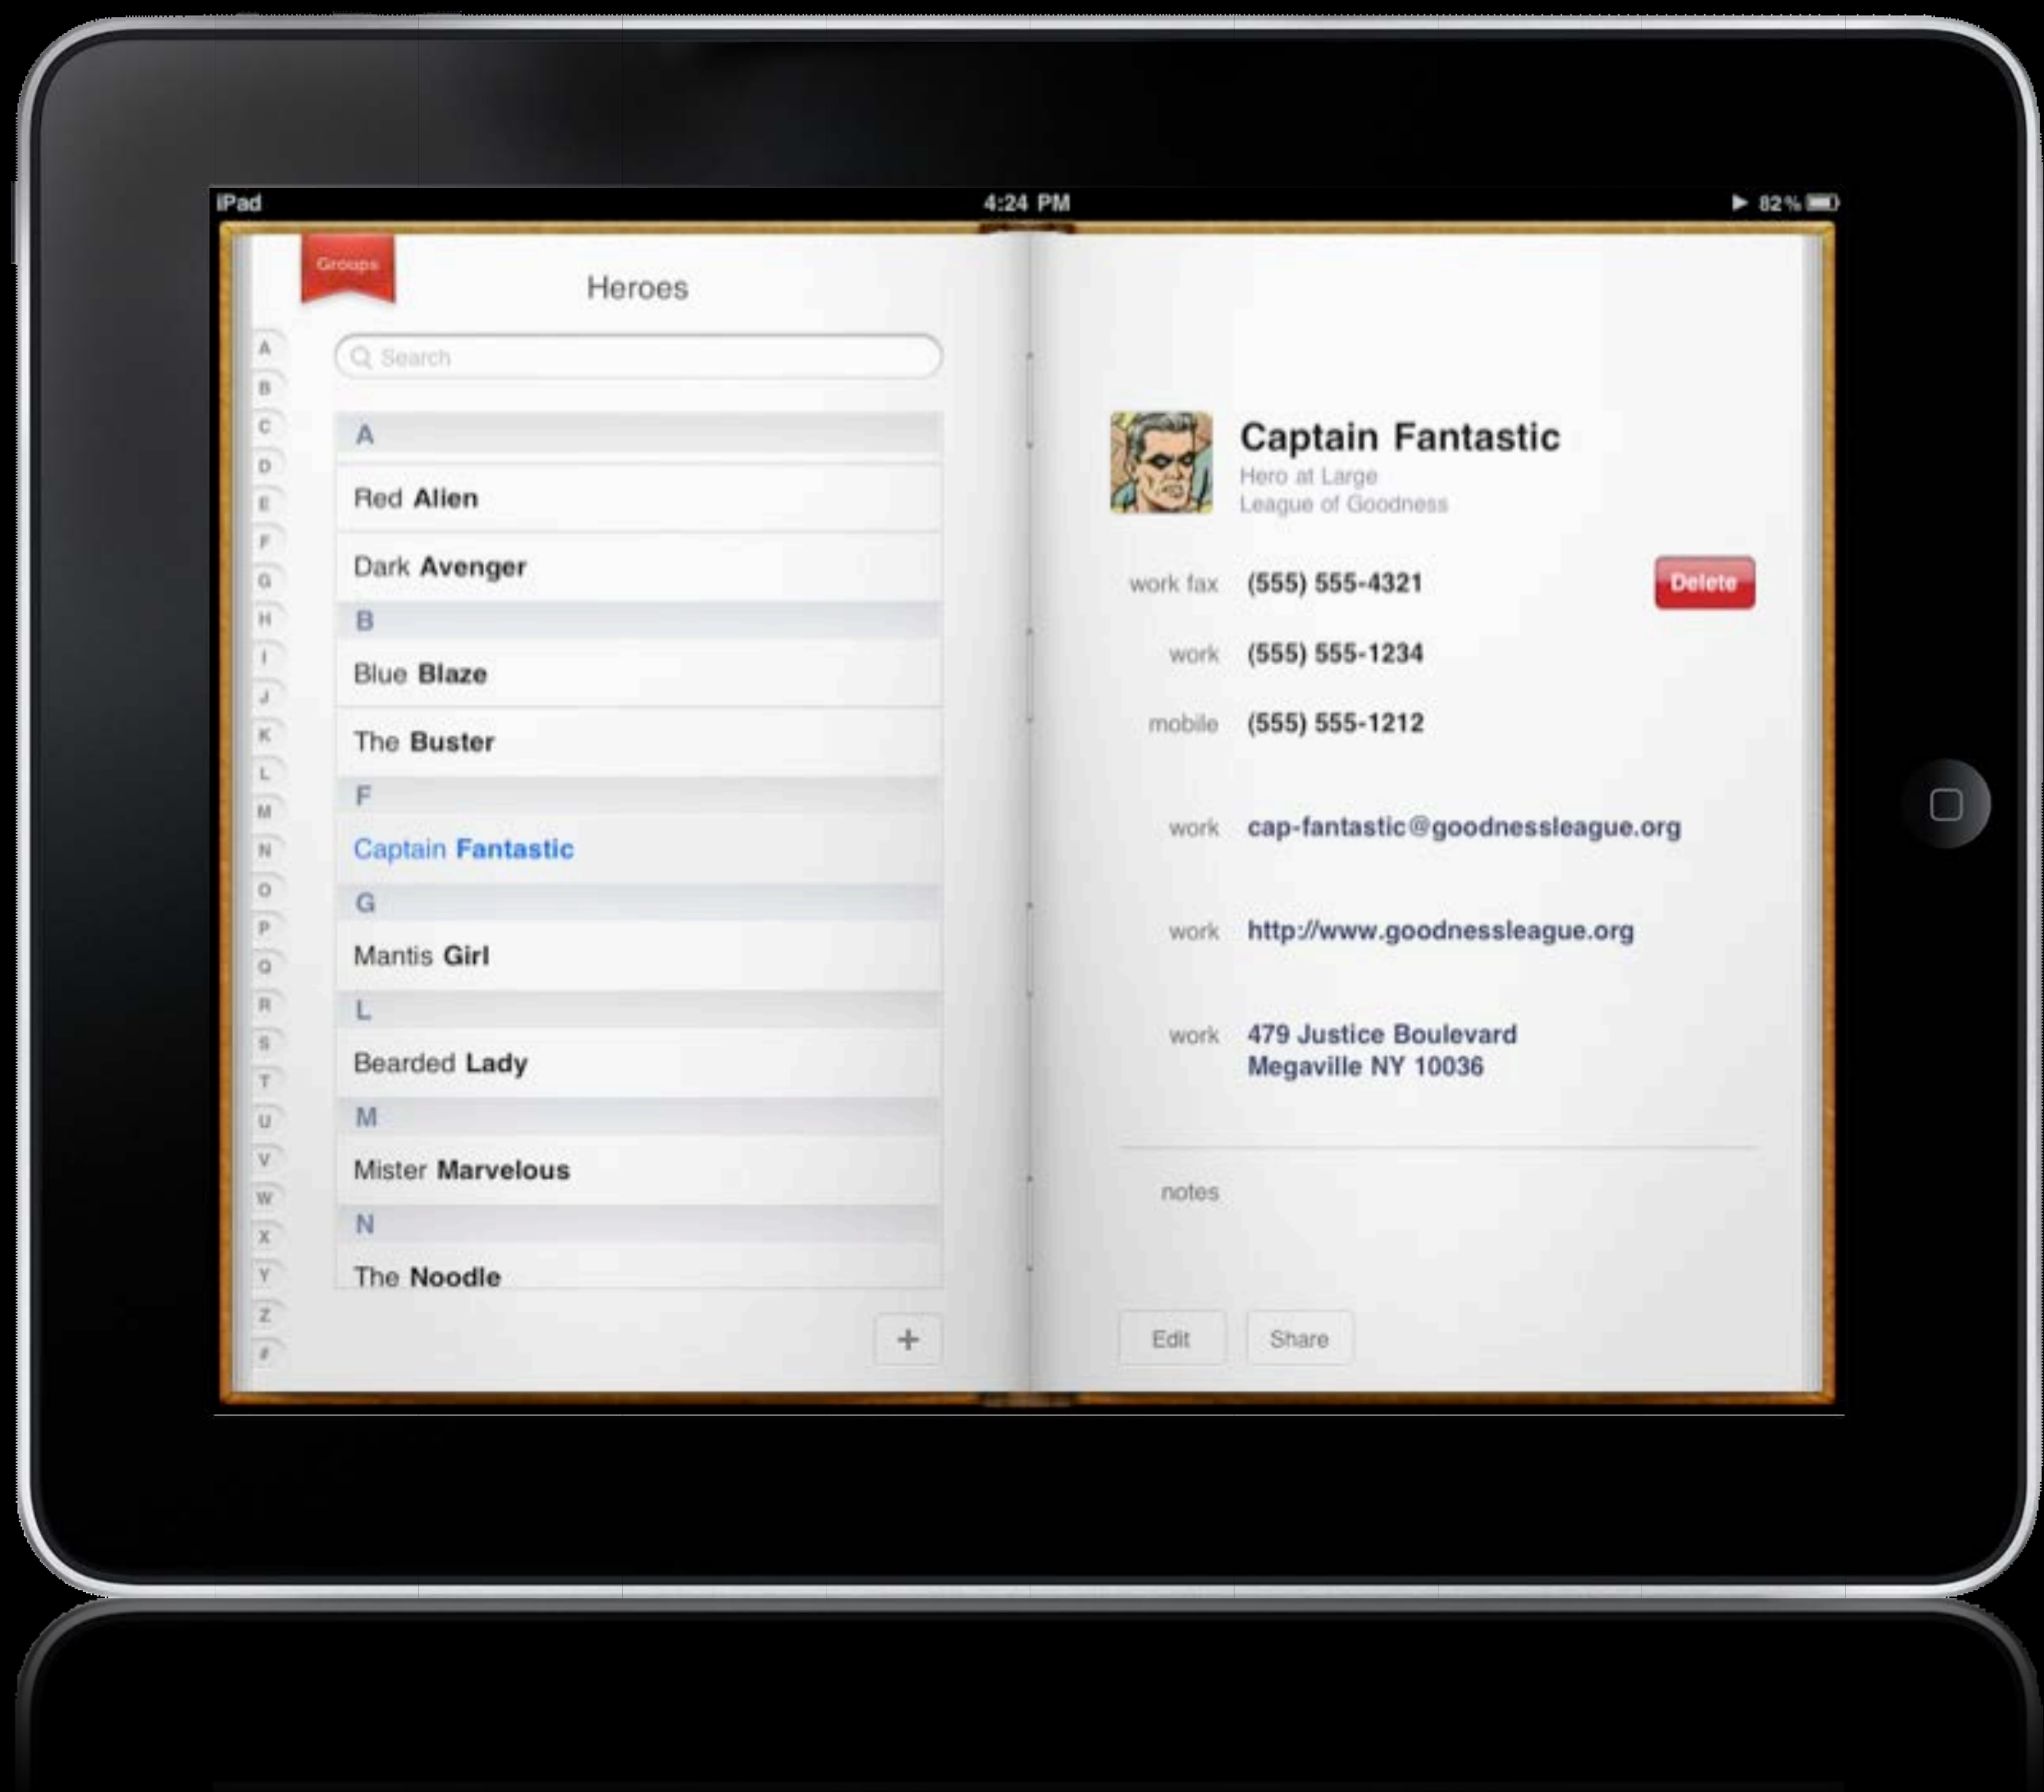 iPad
4:24 PM
82%
Groups
Heroes
Search
A
B
C
D
E
F
G
H
I
J
K
L
M
N
O
P
Q
R
S
T
U
V
W
X
Y
Z
#
A
Red Alien
Dark Avenger
B
Blue Blaze
The Buster
F
Captain Fantastic
G
Mantis Girl
L
Bearded Lady
M
Mister Marvelous
N
The Noodle
+
Captain Fantastic
Hero at Large
League of Goodness
work fax (555) 555-4321 Delete
work (555) 555-1234
mobile (555) 555-1212
work cap-fantastic@goodnessleague.org
work http://www.goodnessleague.org
work 479 Justice Boulevard
Megaville NY 10036
notes
Edit Share